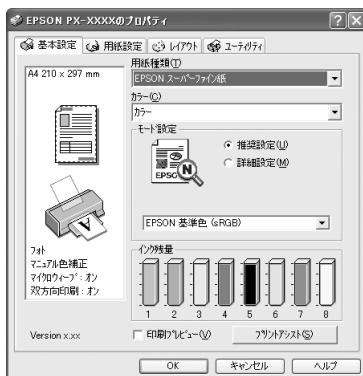 EPSON PX-XXXXのプロパティ
基本設定 用紙設定 レイアウト ユーティリティ
A4 210 x 297 mm
用紙種類(T)
EPSON スーパーファイン紙
カラー(C)
カラー
モード設定
EPSO
N
推奨設定(U)
詳細設定(M)
EPSON 基準色 (sRGB)
A
フォト
マニュアル色補正
マイクロウィーブ : オン
双方向印刷 : オン
インク残量
1 2 3 4 5 6 7 8
Version x.xx
印刷プレビュー(V)
プリントアシスト(S)
OK キャンセル ヘルプ